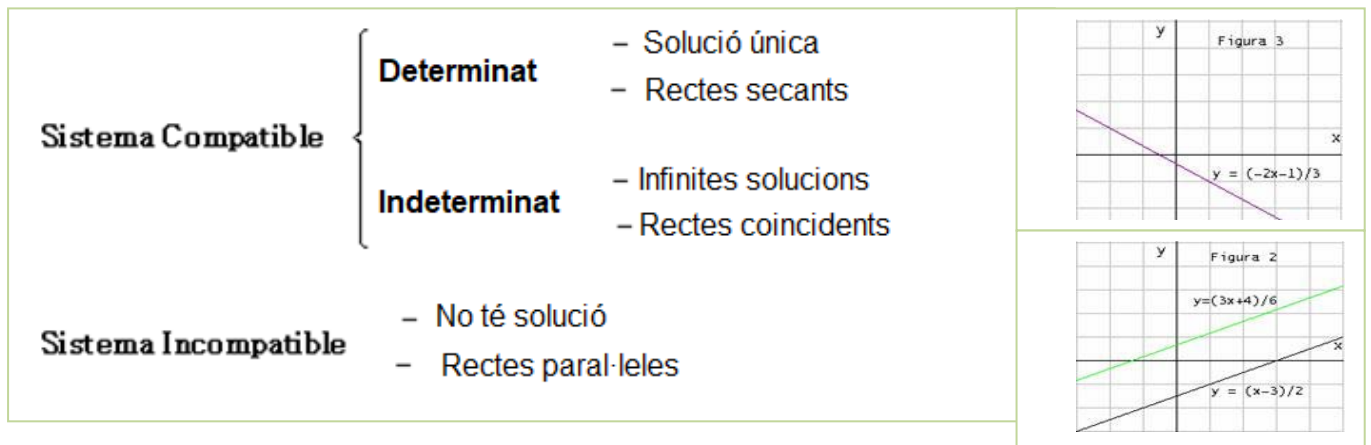 Sistema Compatible
Determinat
– Solució única
– Rectes secants
Indeterminat
– Infinites solucions
– Rectes coincidents
Sistema Incompatible
– No té solució
– Rectes paral·leles
y
Figura 3
x
y = (-2x-1)/3
y
Figura 2
y=(3x+4)/6
x
y = (x-3)/2